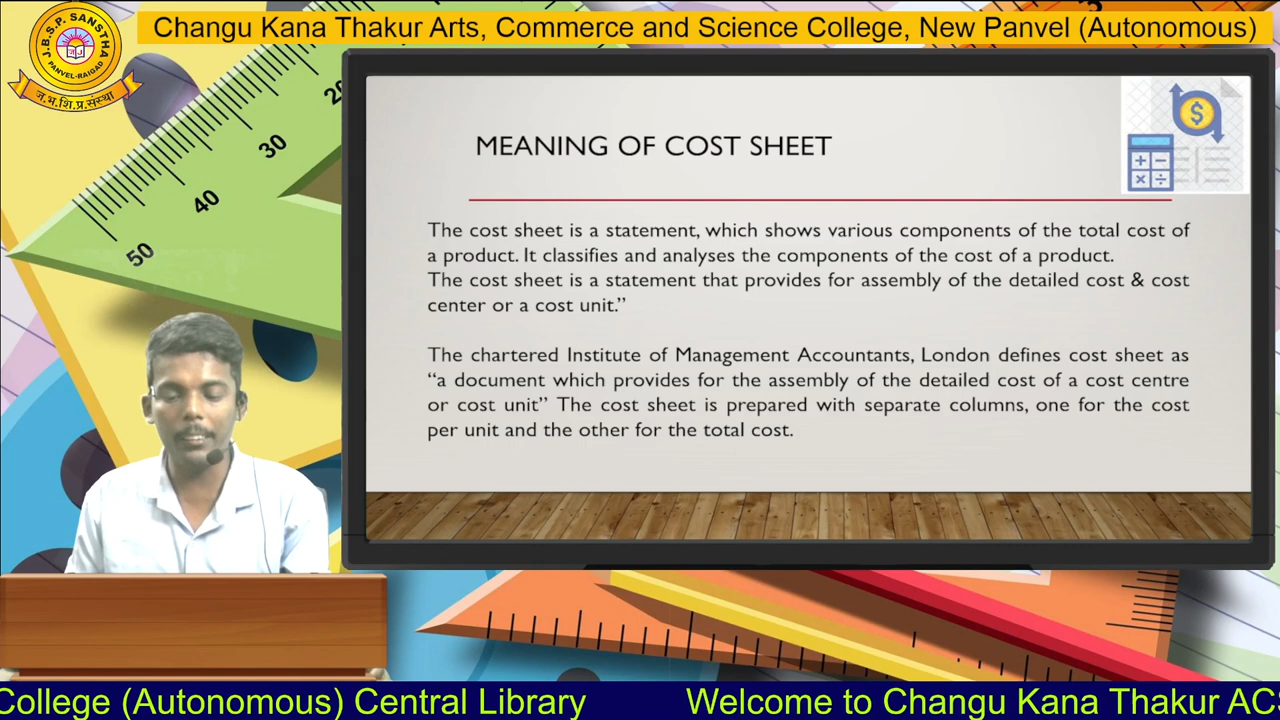 Changu Kana Thakur Arts, Commerce and Science College, New Panvel (Autonomous)
J.B.S.P. SANSTHA
PANVEL-RAIGAD
ज.भ.शि.प्र.संस्था
20
30
40
50
MEANING OF COST SHEET
The cost sheet is a statement, which shows various components of the total cost of
a product. It classifies and analyses the components of the cost of a product.
The cost sheet is a statement that provides for assembly of the detailed cost & cost
center or a cost unit.”
The chartered Institute of Management Accountants, London defines cost sheet as
“a document which provides for the assembly of the detailed cost of a cost centre
or cost unit” The cost sheet is prepared with separate columns, one for the cost
per unit and the other for the total cost.
College (Autonomous) Central Library Welcome to Changu Kana Thakur ACS